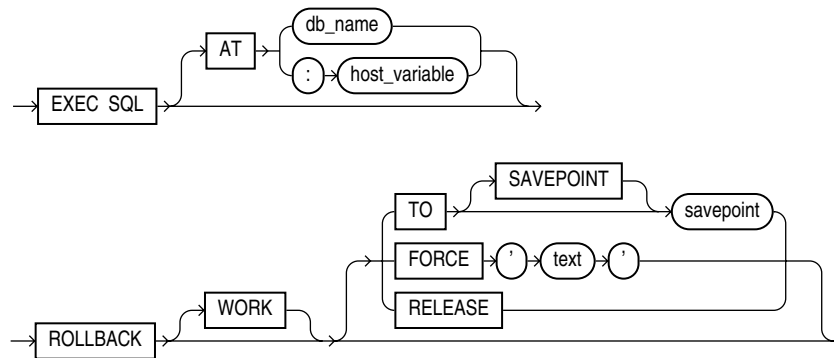 db_name
AT
: host_variable
EXEC SQL
SAVEPOINT
TO savepoint
FORCE ' text '
RELEASE
WORK
ROLLBACK